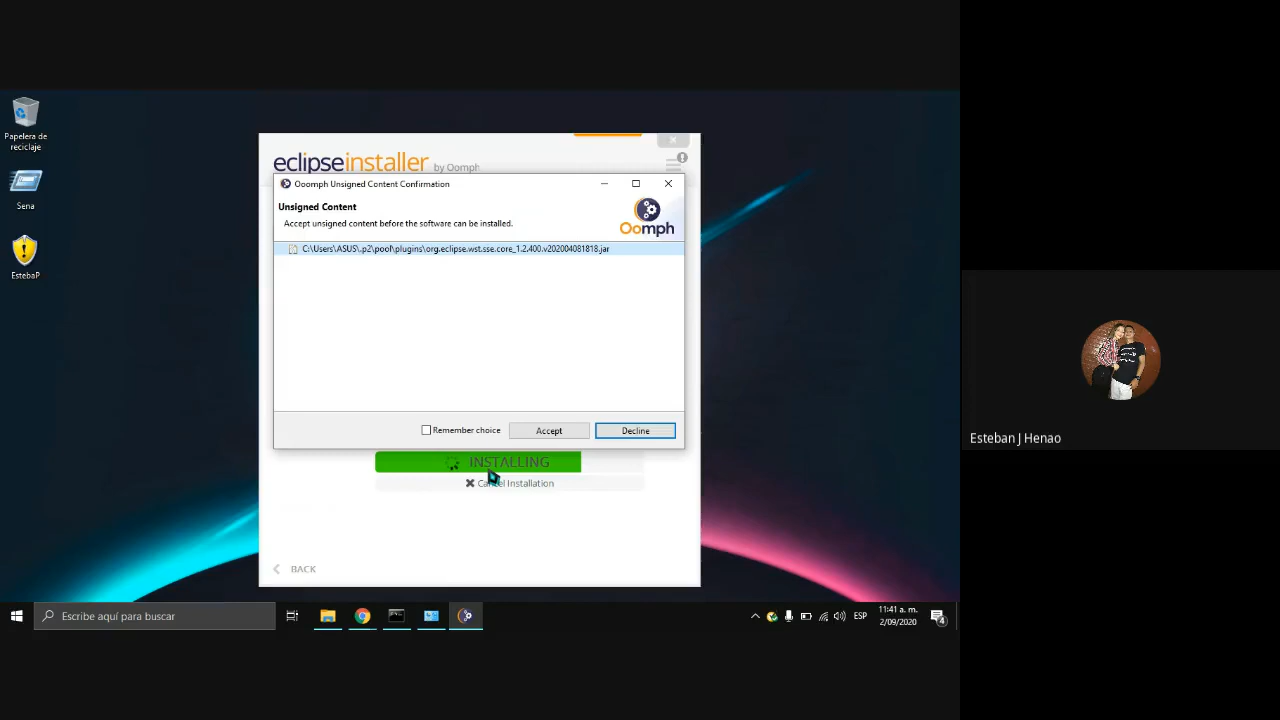 Papelera de
reciclaje
Sena
EstebaP
eclipseinstaller by Oomph
Ooomph Unsigned Content Confirmation
Unsigned Content
Accept unsigned content before the software can be installed.
Oomph
C:\Users\ASUS\.p2\pool\plugins\org.eclipse.wst.sse.core_1.2.400.v202004081818.jar
Remember choice
Accept
Decline
INSTALLING
Cancel Installation
BACK
Esteban J Henao
Escribe aquí para buscar
ESP
11:41 a. m.
2/09/2020
4